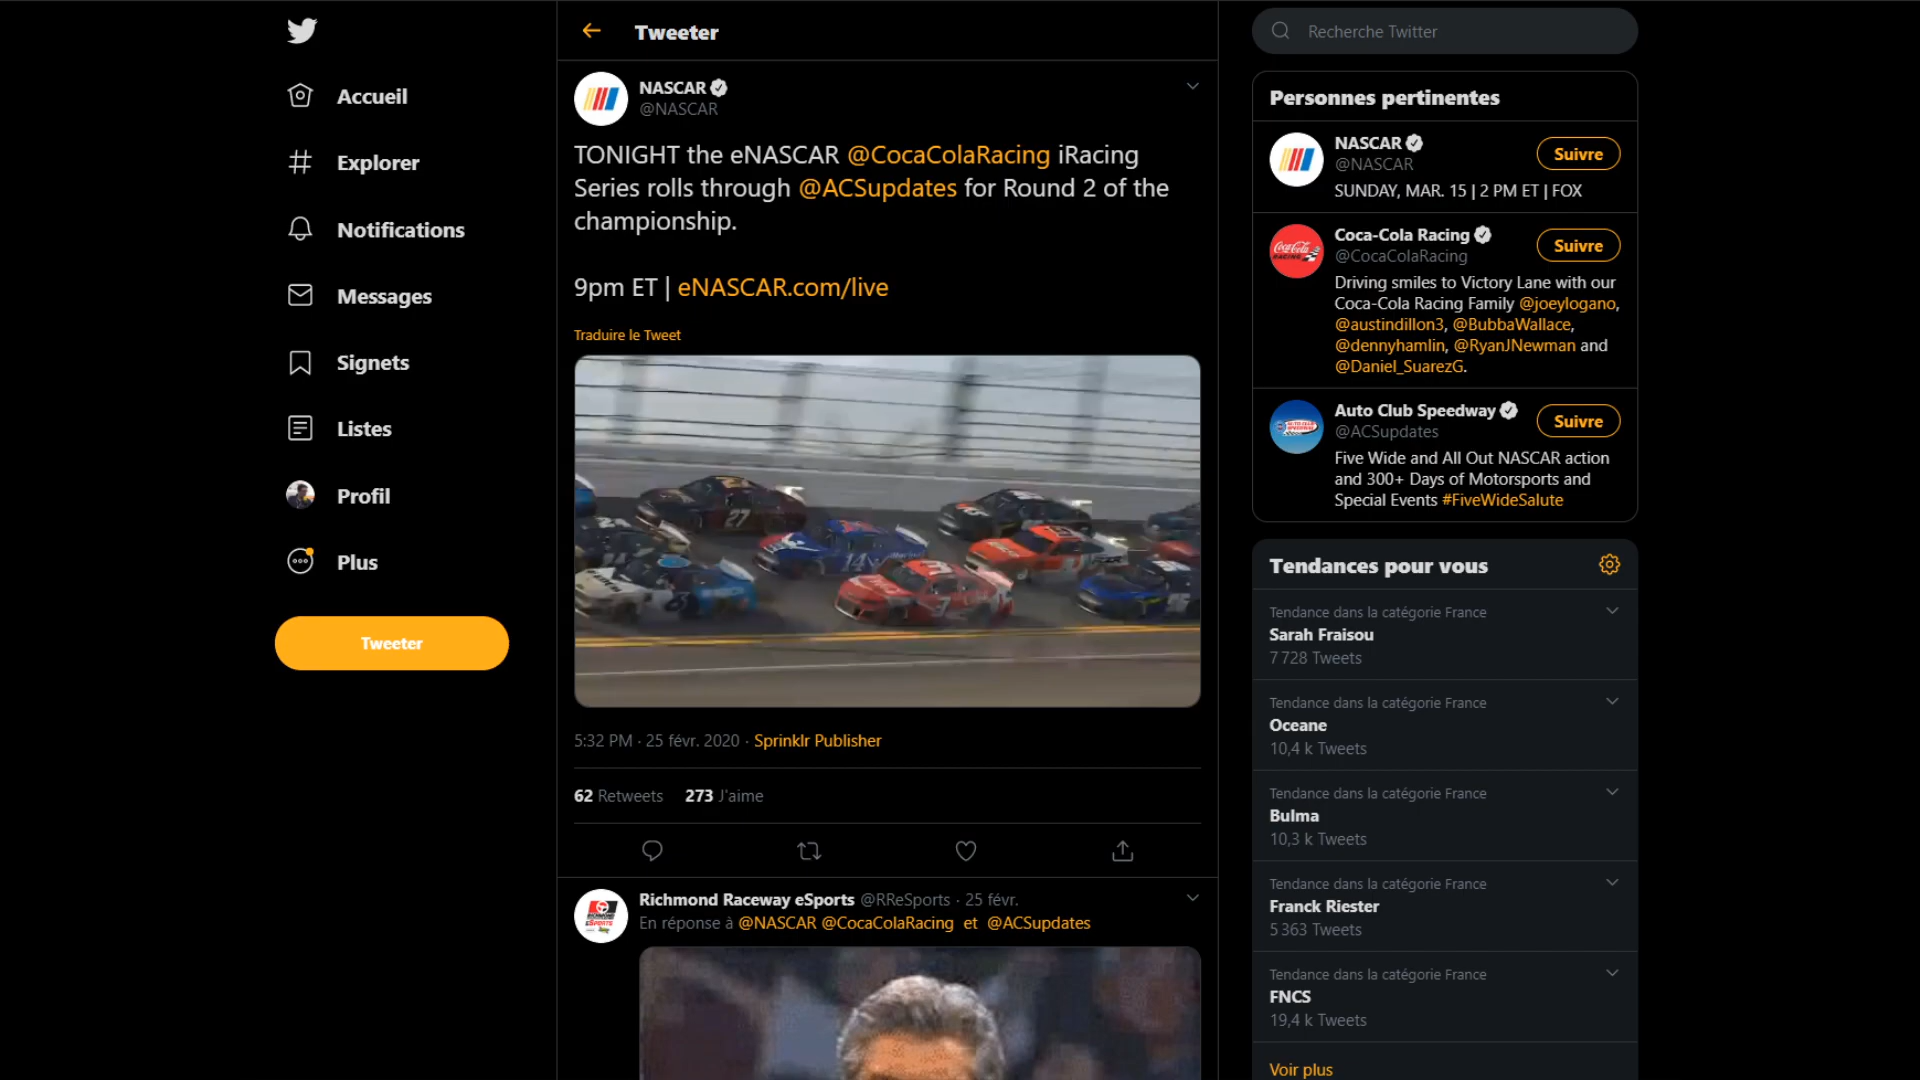 Accueil
Explorer
Notifications
Messages
Signets
Listes
Profil
Plus
Tweeter
Tweeter
NASCAR
@NASCAR
TONIGHT the eNASCAR @CocaColaRacing iRacing
Series rolls through @ACSupdates for Round 2 of the
championship.
9pm ET | eNASCAR.com/live
Traduire le Tweet
27
14
3
5:32 PM · 25 févr. 2020 · Sprinklr Publisher
62 Retweets 273 J'aime
Richmond Raceway eSports @RReSports · 25 févr.
En réponse à @NASCAR @CocaColaRacing et @ACSupdates
Recherche Twitter
Personnes pertinentes
NASCAR
@NASCAR
Suivre
SUNDAY, MAR. 15 | 2 PM ET | FOX
Coca-Cola Racing
@CocaColaRacing
Suivre
Driving smiles to Victory Lane with our
Coca-Cola Racing Family @joeylogano,
@austindillon3, @BubbaWallace,
@dennyhamlin, @RyanJNewman and
@Daniel_SuarezG.
Auto Club Speedway
@ACSupdates
Suivre
Five Wide and All Out NASCAR action
and 300+ Days of Motorsports and
Special Events #FiveWideSalute
Tendances pour vous
Tendance dans la catégorie France
Sarah Fraisou
7 728 Tweets
Tendance dans la catégorie France
Oceane
10,4 k Tweets
Tendance dans la catégorie France
Bulma
10,3 k Tweets
Tendance dans la catégorie France
Franck Riester
5 363 Tweets
Tendance dans la catégorie France
FNCS
19,4 k Tweets
Voir plus